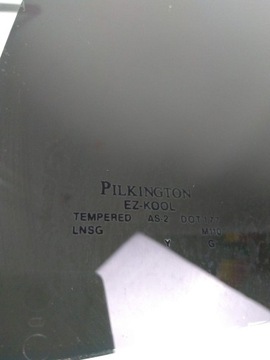 PILKINGTON
EZ-KOOL
TEMPERED AS.2
LNSG
Y G